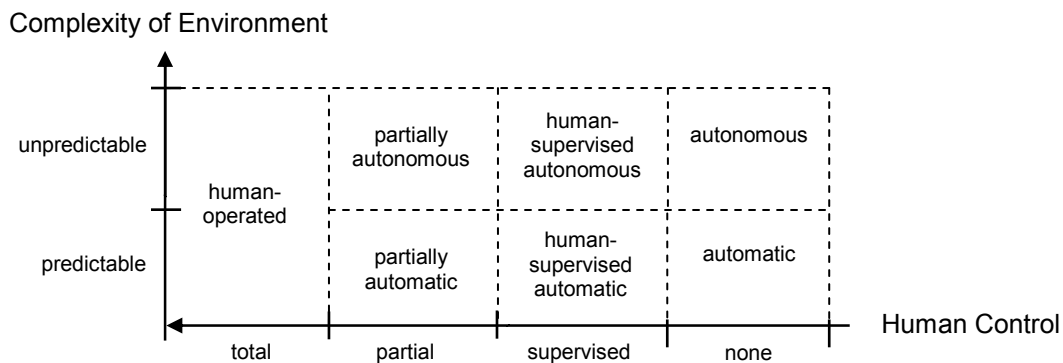 Complexity of Environment
unpredictable
predictable
human-
operated
partially
autonomous
human-
supervised
autonomous
autonomous
partially
automatic
human-
supervised
automatic
automatic
Human Control
total
partial
supervised
none